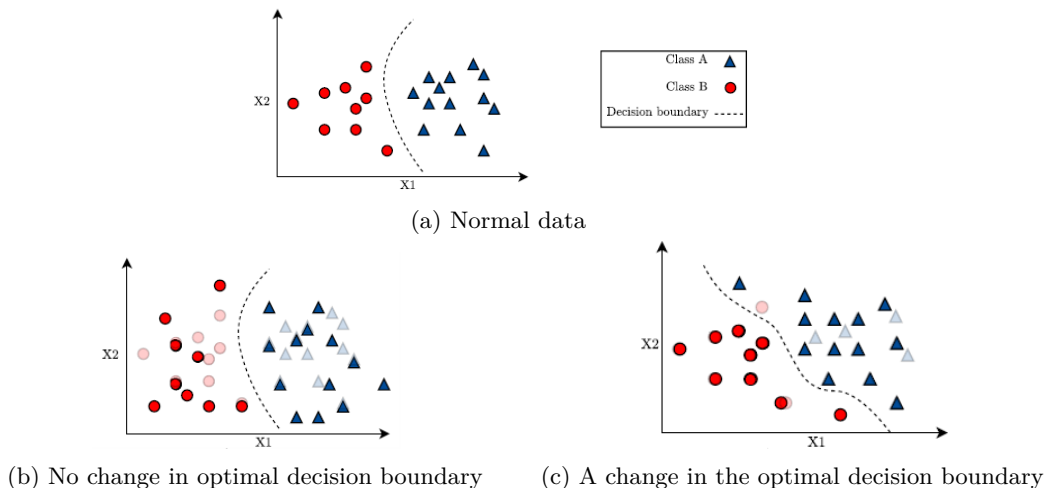 Class A
Class B
X2
Decision boundary
X1
(a) Normal data
X2
X1
X2
X1
(b) No change in optimal decision boundary
(c) A change in the optimal decision boundary